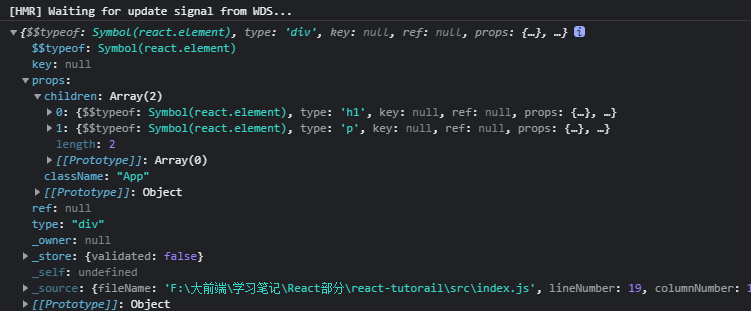 [HMR] Waiting for update signal from WDS...
{$$typeof: Symbol(react.element), type: 'div', key: null, ref: null, props: {…}, …} i
$$typeof: Symbol(react.element)
key: null
props:
children: Array(2)
0: {$$typeof: Symbol(react.element), type: 'h1', key: null, ref: null, props: {…}, …}
1: {$$typeof: Symbol(react.element), type: 'p', key: null, ref: null, props: {…}, …}
length: 2
[[Prototype]]: Array(0)
className: "App"
[[Prototype]]: Object
ref: null
type: "div"
_owner: null
_store: {validated: false}
_self: undefined
_source: {fileName: 'F:\大前端\学习笔记\React部分\react-tutorail\src\index.js', lineNumber: 19, columnNumber: 1
[[Prototype]]: Object